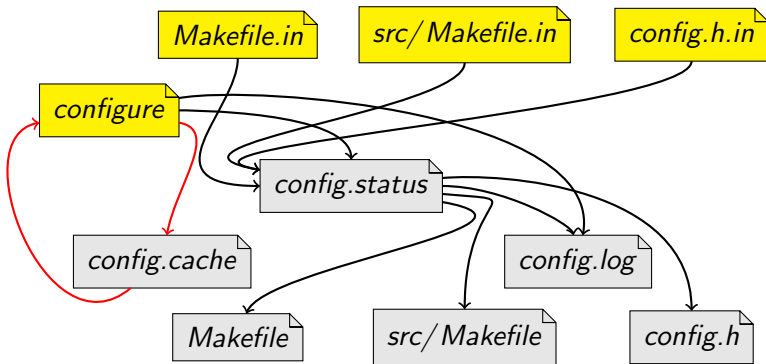 Makefile.in
src/Makefile.in
config.h.in
configure
config.status
config.cache
config.log
Makefile
src/Makefile
config.h